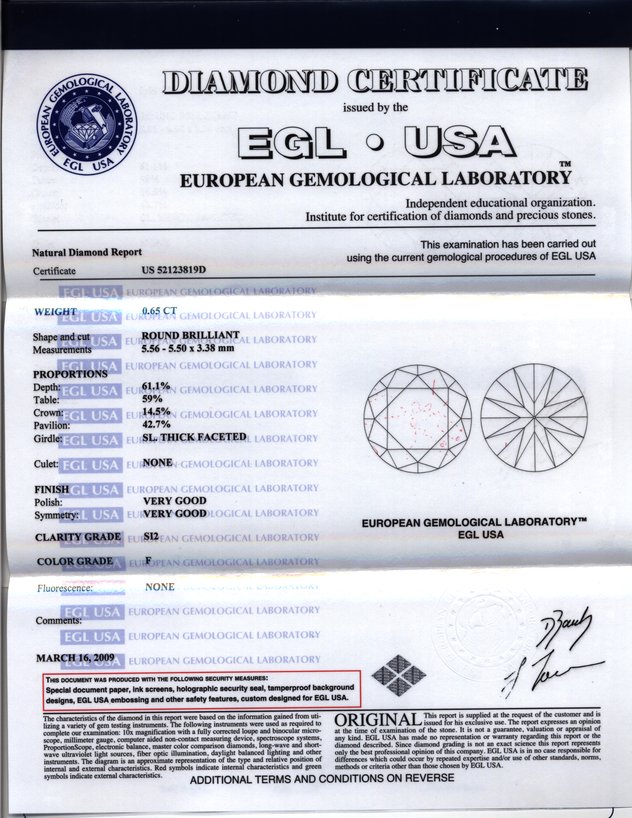 EUROPEAN GEMOLOGICAL LABORATORY
EGL USA
DIAMOND CERTIFICATE
issued by the
EGL • USA
EUROPEAN GEMOLOGICAL LABORATORY™
Independent educational organization.
Institute for certification of diamonds and precious stones.
Natural Diamond Report
Certificate US 52123819D
This examination has been carried out
using the current gemological procedures of EGL USA
EGL USA EUROPEAN GEMOLOGICAL LABORATORY
WEIGHT 0.65 CT
Shape and cut ROUND BRILLIANT
Measurements 5.56 - 5.50 x 3.38 mm
PROPORTIONS
Depth: 61.1%
Table: 59%
Crown: 14.5%
Pavilion: 42.7%
Girdle: SL. THICK FACETED
Culet: NONE
FINISH
Polish: VERY GOOD
Symmetry: VERY GOOD
CLARITY GRADE SI2
COLOR GRADE F
Fluorescence: NONE
EGL USA EUROPEAN GEMOLOGICAL LABORATORY
Comments:
EGL USA EUROPEAN GEMOLOGICAL LABORATORY
MARCH 16, 2009
EUROPEAN GEMOLOGICAL LABORATORY™
EGL USA
THIS DOCUMENT WAS PRODUCED WITH THE FOLLOWING SECURITY MEASURES:
Special document paper, ink screens, holographic security seal, tamperproof background
designs, EGL USA embossing and other safety features, custom designed for EGL USA.
The characteristics of the diamond in this report were based on the information gained from uti-
lizing a variety of gem testing instruments. The following instruments were used as required to
complete our examination: 10x magnification with a fully corrected loupe and binocular micro-
scope, millimeter gauge, computer aided non-contact measuring device, spectroscope systems,
ProportionScope, electronic balance, master color comparison diamonds, long-wave and short-
wave ultraviolet light sources, fiber optic illumination, daylight balanced lighting and other
instruments. The diagram is an approximate representation of the type and relative position of
internal and external characteristics. Red symbols indicate internal characteristics and green
symbols indicate external characteristics.
ORIGINAL This report is supplied at the request of the customer and is
issued for his exclusive use. The report expresses an opinion
at the time of examination of the stone. It is not a guarantee, valuation or appraisal of
any kind. EGL USA has made no representation or warranty regarding this report or the
diamond described. Since diamond grading is not an exact science this report represents
only the best professional opinion of this company. EGL USA is in no case responsible for
differences which could occur by repeated expertise and/or use of other standards, norms,
methods or criteria other than those chosen by EGL USA.
ADDITIONAL TERMS AND CONDITIONS ON REVERSE